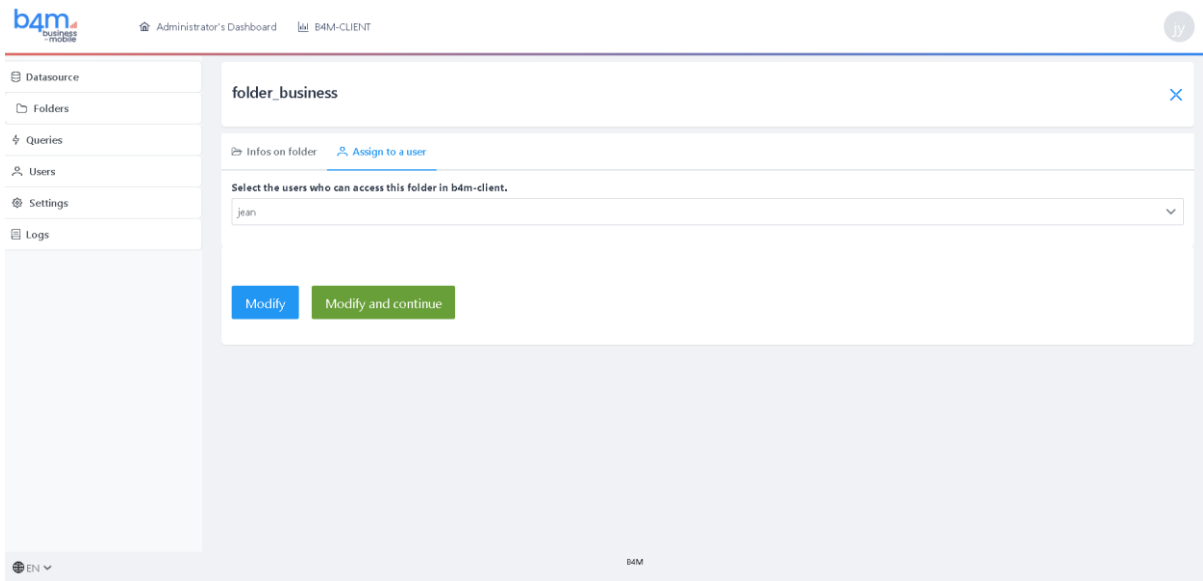 b4m
business
-mobile
Administrator's Dashboard
B4M-CLIENT
jy
Datasource
Folders
Queries
Users
Settings
Logs
folder_business
Infos on folder
Assign to a user
Select the users who can access this folder in b4m-client.
jean
Modify
Modify and continue
EN
B4M